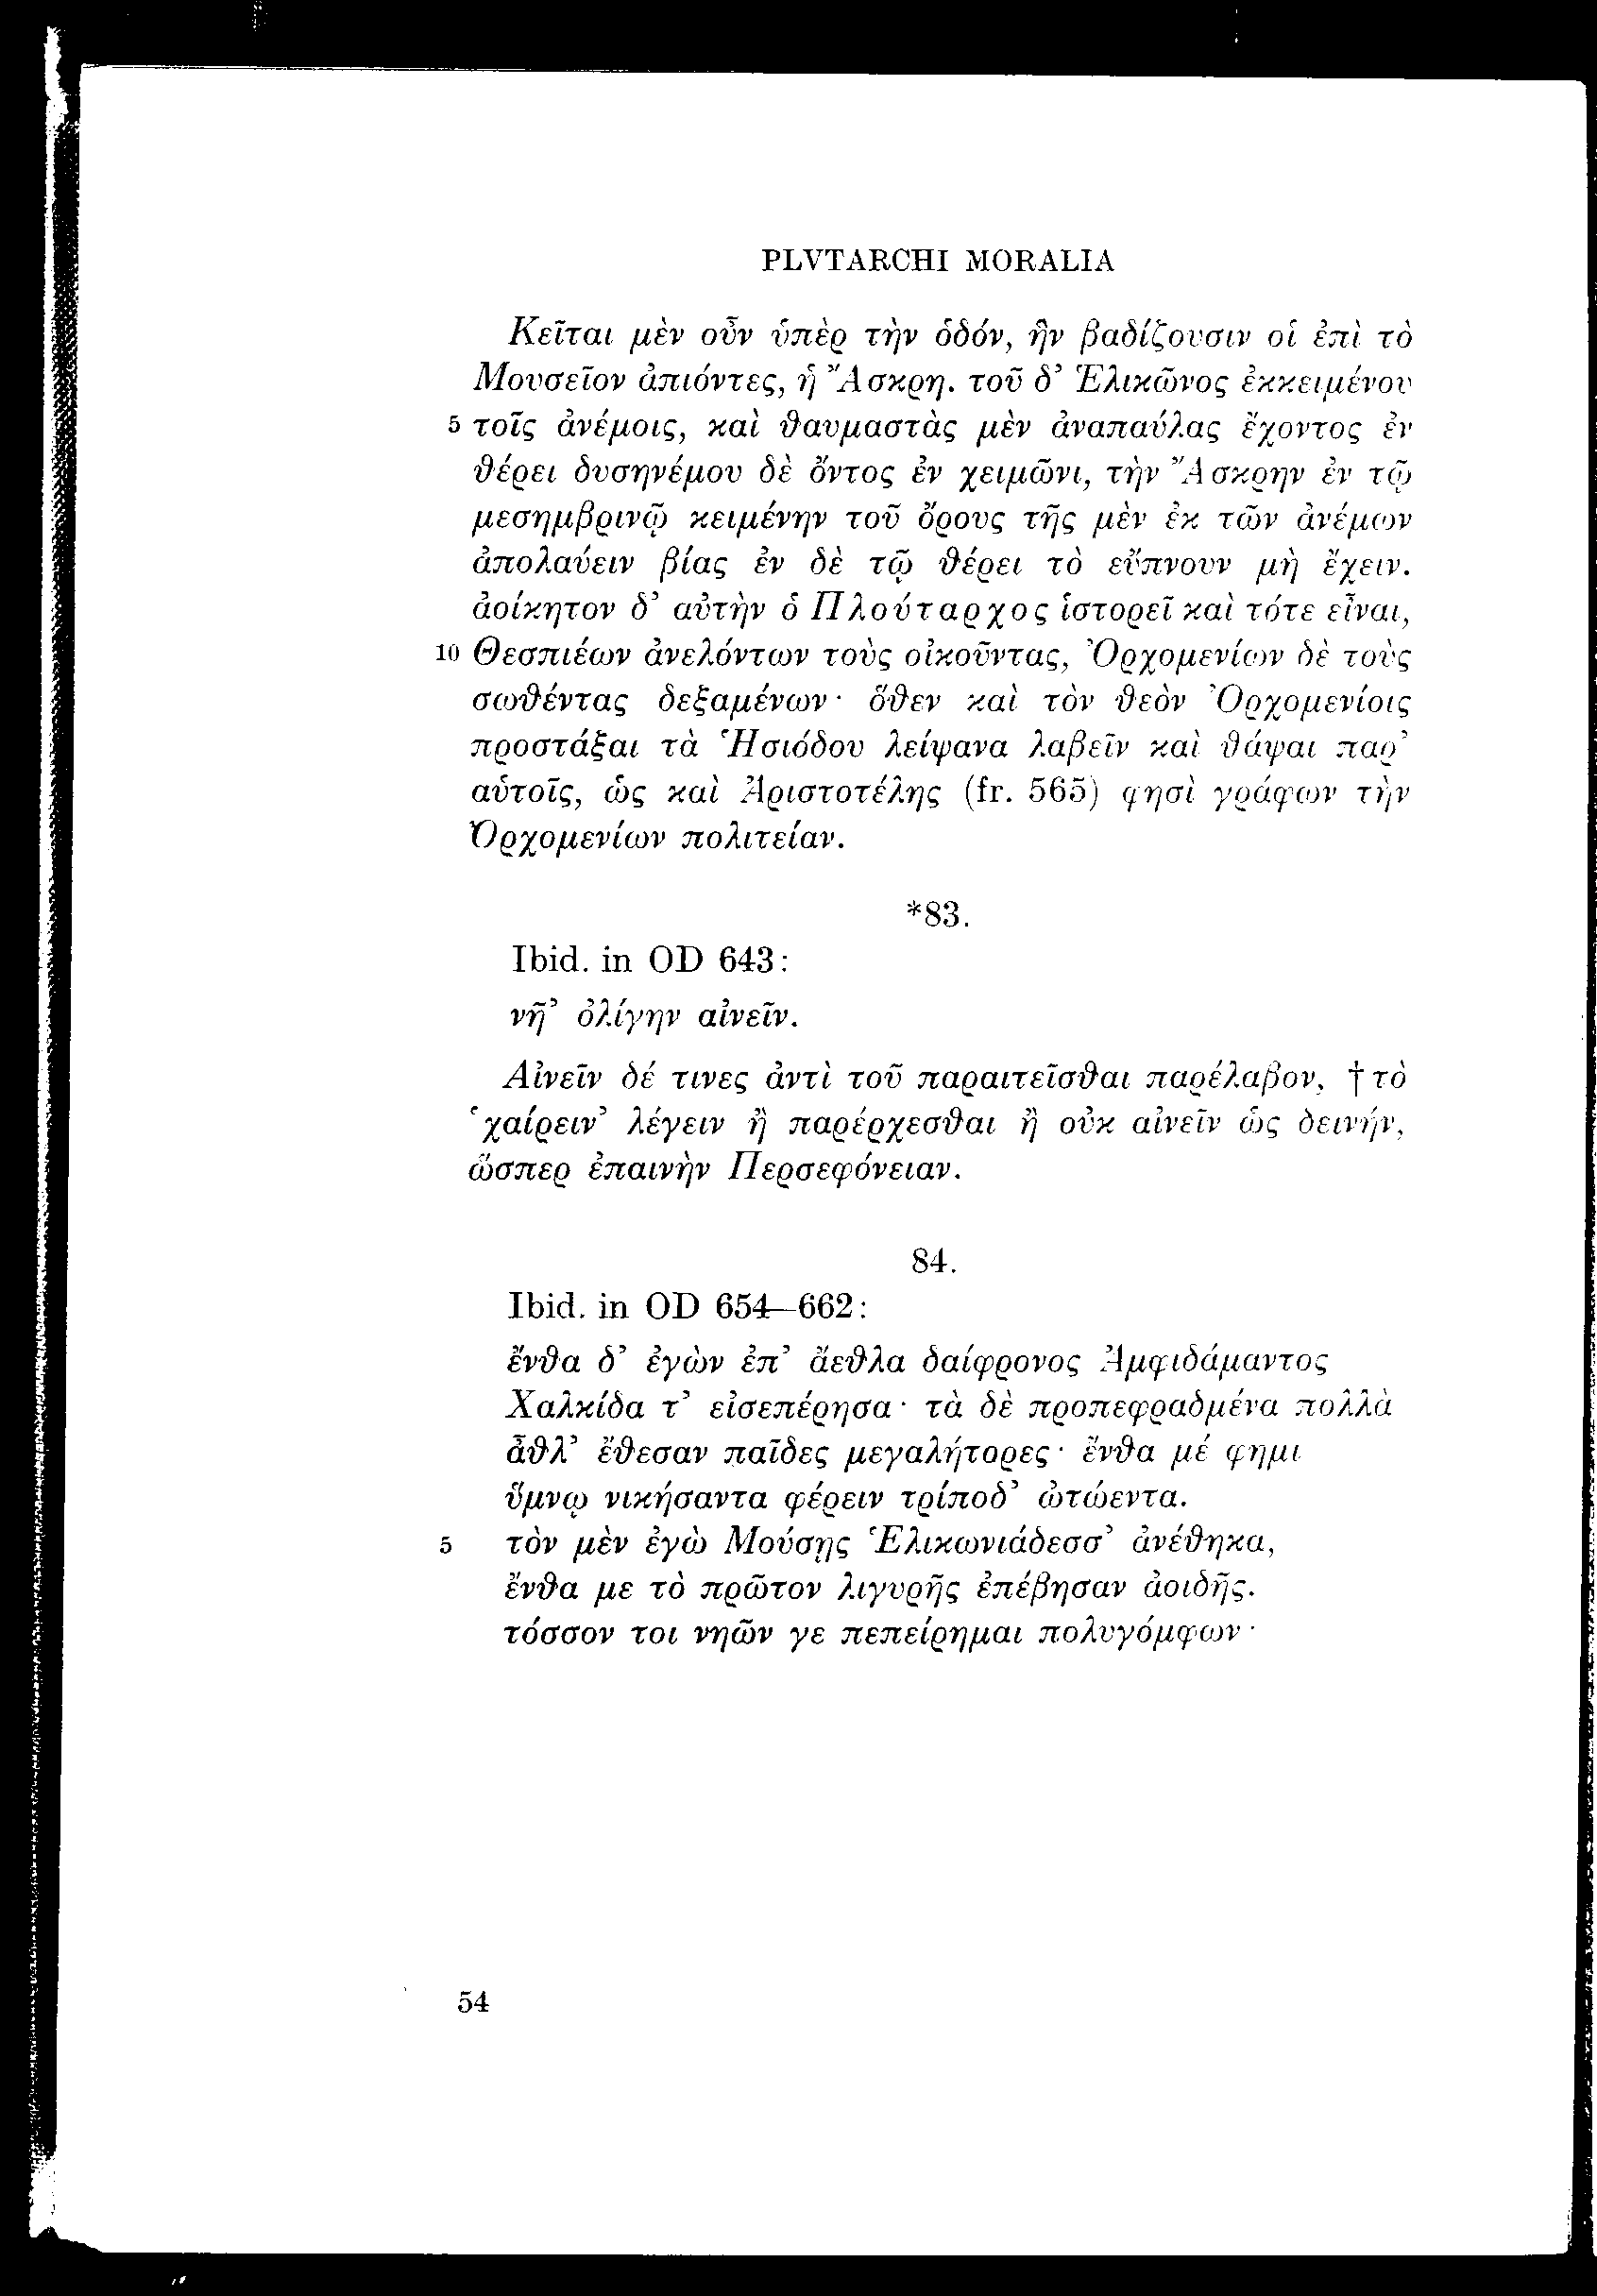 PLVTARCHI MORALIA
Κεῖται μὲν οὖν ὑπὲρ τὴν ὁδόν, ἣν βαδίζουσιν οἱ ἐπὶ τὸ
Μουσεῖον ἀπιόντες, ἡ Ἄσκρη. τοῦ δ’ Ἑλικῶνος ἐκκειμένου
5 τοῖς ἀνέμοις, καὶ θαυμαστὰς μὲν ἀναπαύλας ἔχοντος ἐν
θέρει δυσηνέμου δὲ ὄντος ἐν χειμῶνι, τὴν Ἄσκρην ἐν τῷ
μεσημβρινῷ κειμένην τοῦ ὄρους τῆς μὲν ἐκ τῶν ἀνέμων
ἀπολαύειν βίας ἐν δὲ τῷ θέρει τὸ εὔπνουν μὴ ἔχειν.
ἀοίκητον δ’ αὐτὴν ὁ Πλούταρχος ἱστορεῖ καὶ τότε εἶναι,
10 Θεσπιέων ἀνελόντων τοὺς οἰκοῦντας, Ὀρχομενίων δὲ τοὺς
σωθέντας δεξαμένων· ὅθεν καὶ τὸν θεὸν Ὀρχομενίοις
προστάξαι τὰ Ἡσιόδου λείψανα λαβεῖν καὶ θάψαι παρ’
αὑτοῖς, ὡς καὶ Ἀριστοτέλης (fr. 565) φησὶ γράφων τὴν
Ὀρχομενίων πολιτείαν.
*83.
Ibid. in OD 643:
νῆ’ ὀλίγην αἰνεῖν.
Αἰνεῖν δέ τινες ἀντὶ τοῦ παραιτεῖσθαι παρέλαβον, † τὸ
‘χαίρειν’ λέγειν ἢ παρέρχεσθαι ἢ οὐκ αἰνεῖν ὡς δεινήν,
ὥσπερ ἐπαινὴν Περσεφόνειαν.
84.
Ibid. in OD 654—662:
ἔνθα δ’ ἐγὼν ἐπ’ ἄεθλα δαίφρονος Ἀμφιδάμαντος
Χαλκίδα τ’ εἰσεπέρησα· τὰ δὲ προπεφραδμένα πολλὰ
ἆθλ’ ἔθεσαν παῖδες μεγαλήτορες· ἔνθα μέ φημι
ὕμνῳ νικήσαντα φέρειν τρίποδ’ ὠτώεντα.
5 τὸν μὲν ἐγὼ Μούσῃς Ἑλικωνιάδεσσ’ ἀνέθηκα,
ἔνθα με τὸ πρῶτον λιγυρῆς ἐπέβησαν ἀοιδῆς.
τόσσον τοι νηῶν γε πεπείρημαι πολυγόμφων·
54